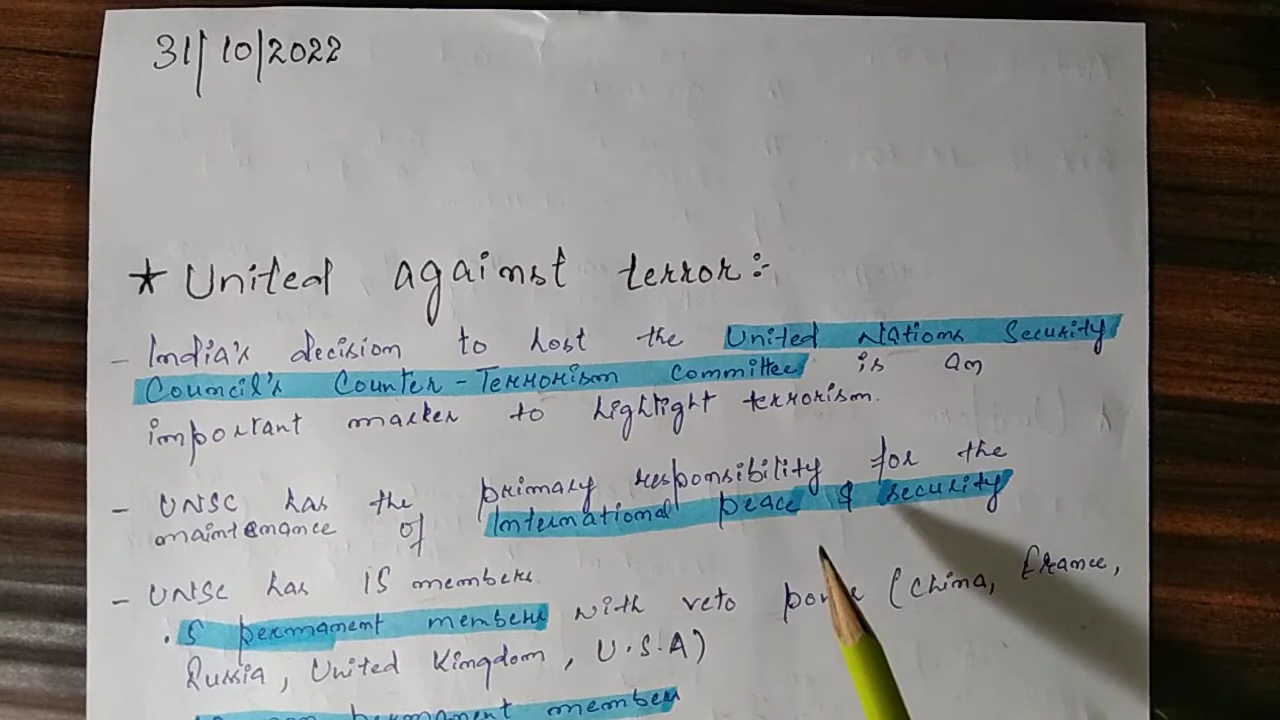 31/10/2022
* United against terror :-
- India's decision to host the United Nations Security
Council's Counter-Terrorism Committee is an
important marker to highlight terrorism.
- UNSC has the primary responsibility for the
maintenance of International peace & security
- UNSC has 15 members.
. 5 permanent members with veto power (China, France,
Russia, United Kingdom, U.S.A)
permanent members